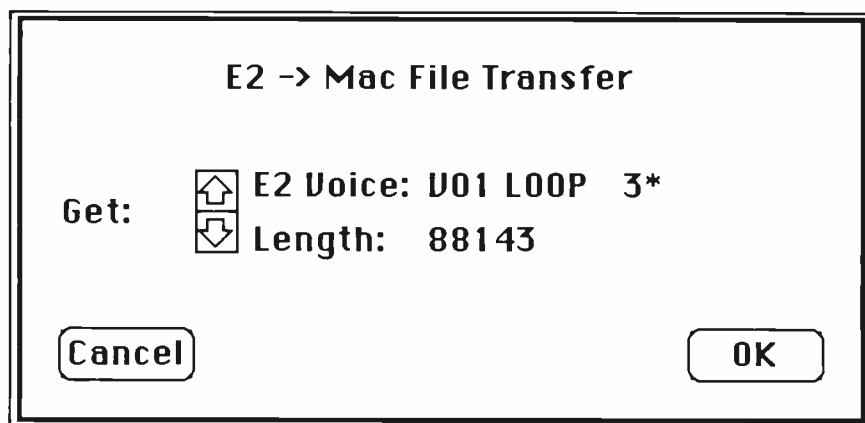 E2 -> Mac File Transfer
Get:
E2 Voice: V01 LOOP 3*
Length: 88143
Cancel
OK